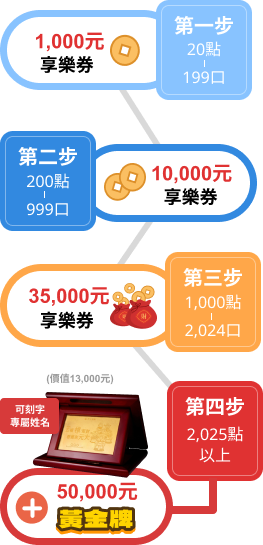 1,000元
享樂券
第一步
20點
199口
第二步
200點
999口
10,000元
享樂券
35,000元
享樂券
第三步
1,000點
2,024口
(價值13,000元)
可刻字
專屬姓名
第四步
2,025點
以上
50,000元
黃金牌